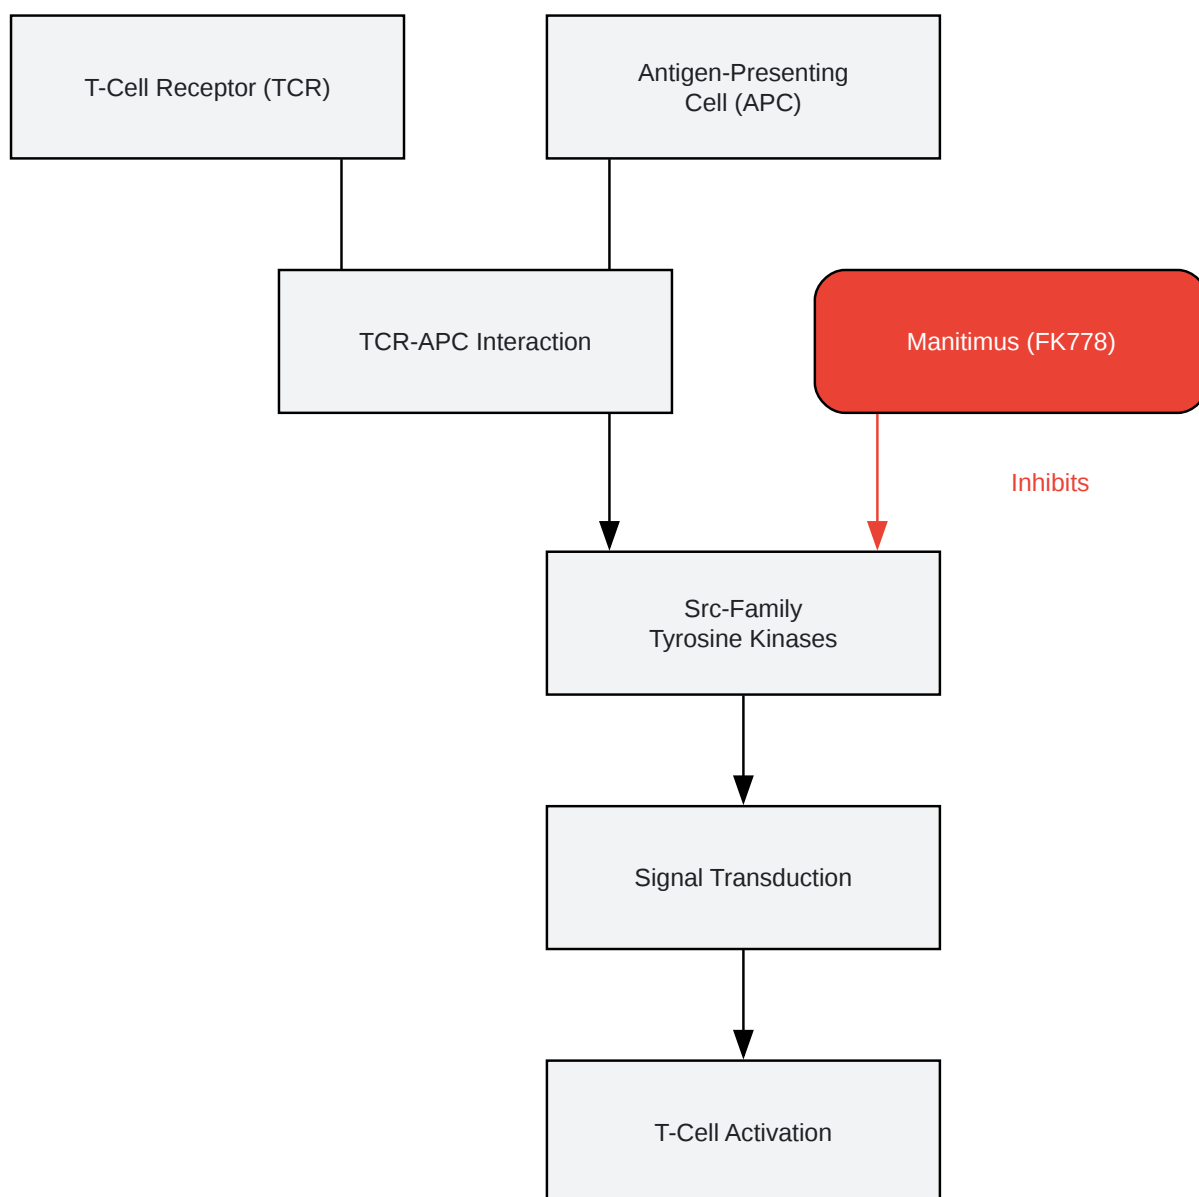 T-Cell Receptor (TCR)
Antigen-Presenting
Cell (APC)
TCR-APC Interaction
Manitimus (FK778)
Inhibits
Src-Family
Tyrosine Kinases
Signal Transduction
T-Cell Activation